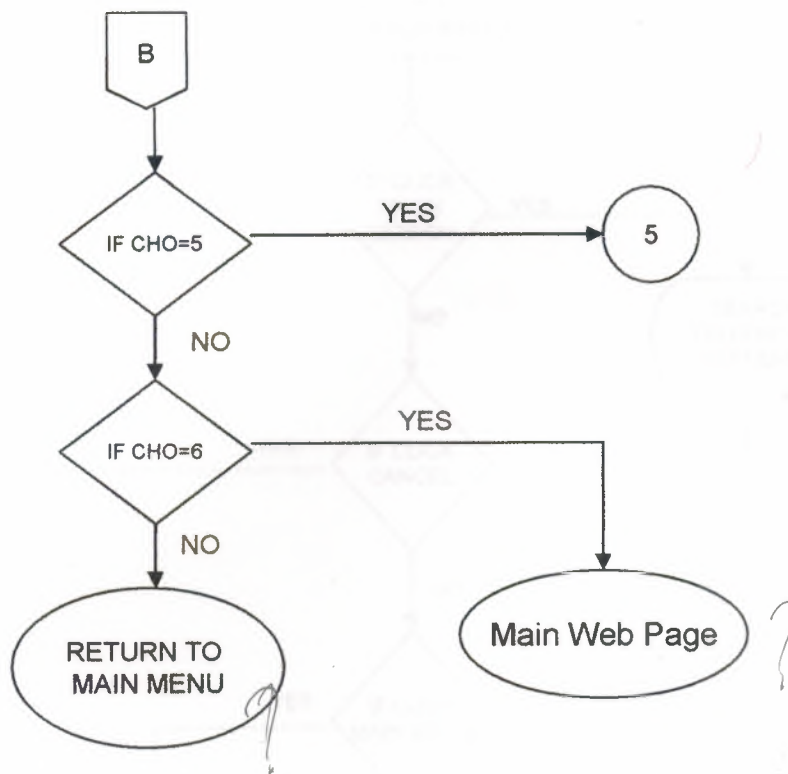 B
IF CHO=5
YES
5
NO
IF CHO=6
YES
NO
RETURN TO
MAIN MENU
Main Web Page
?
?